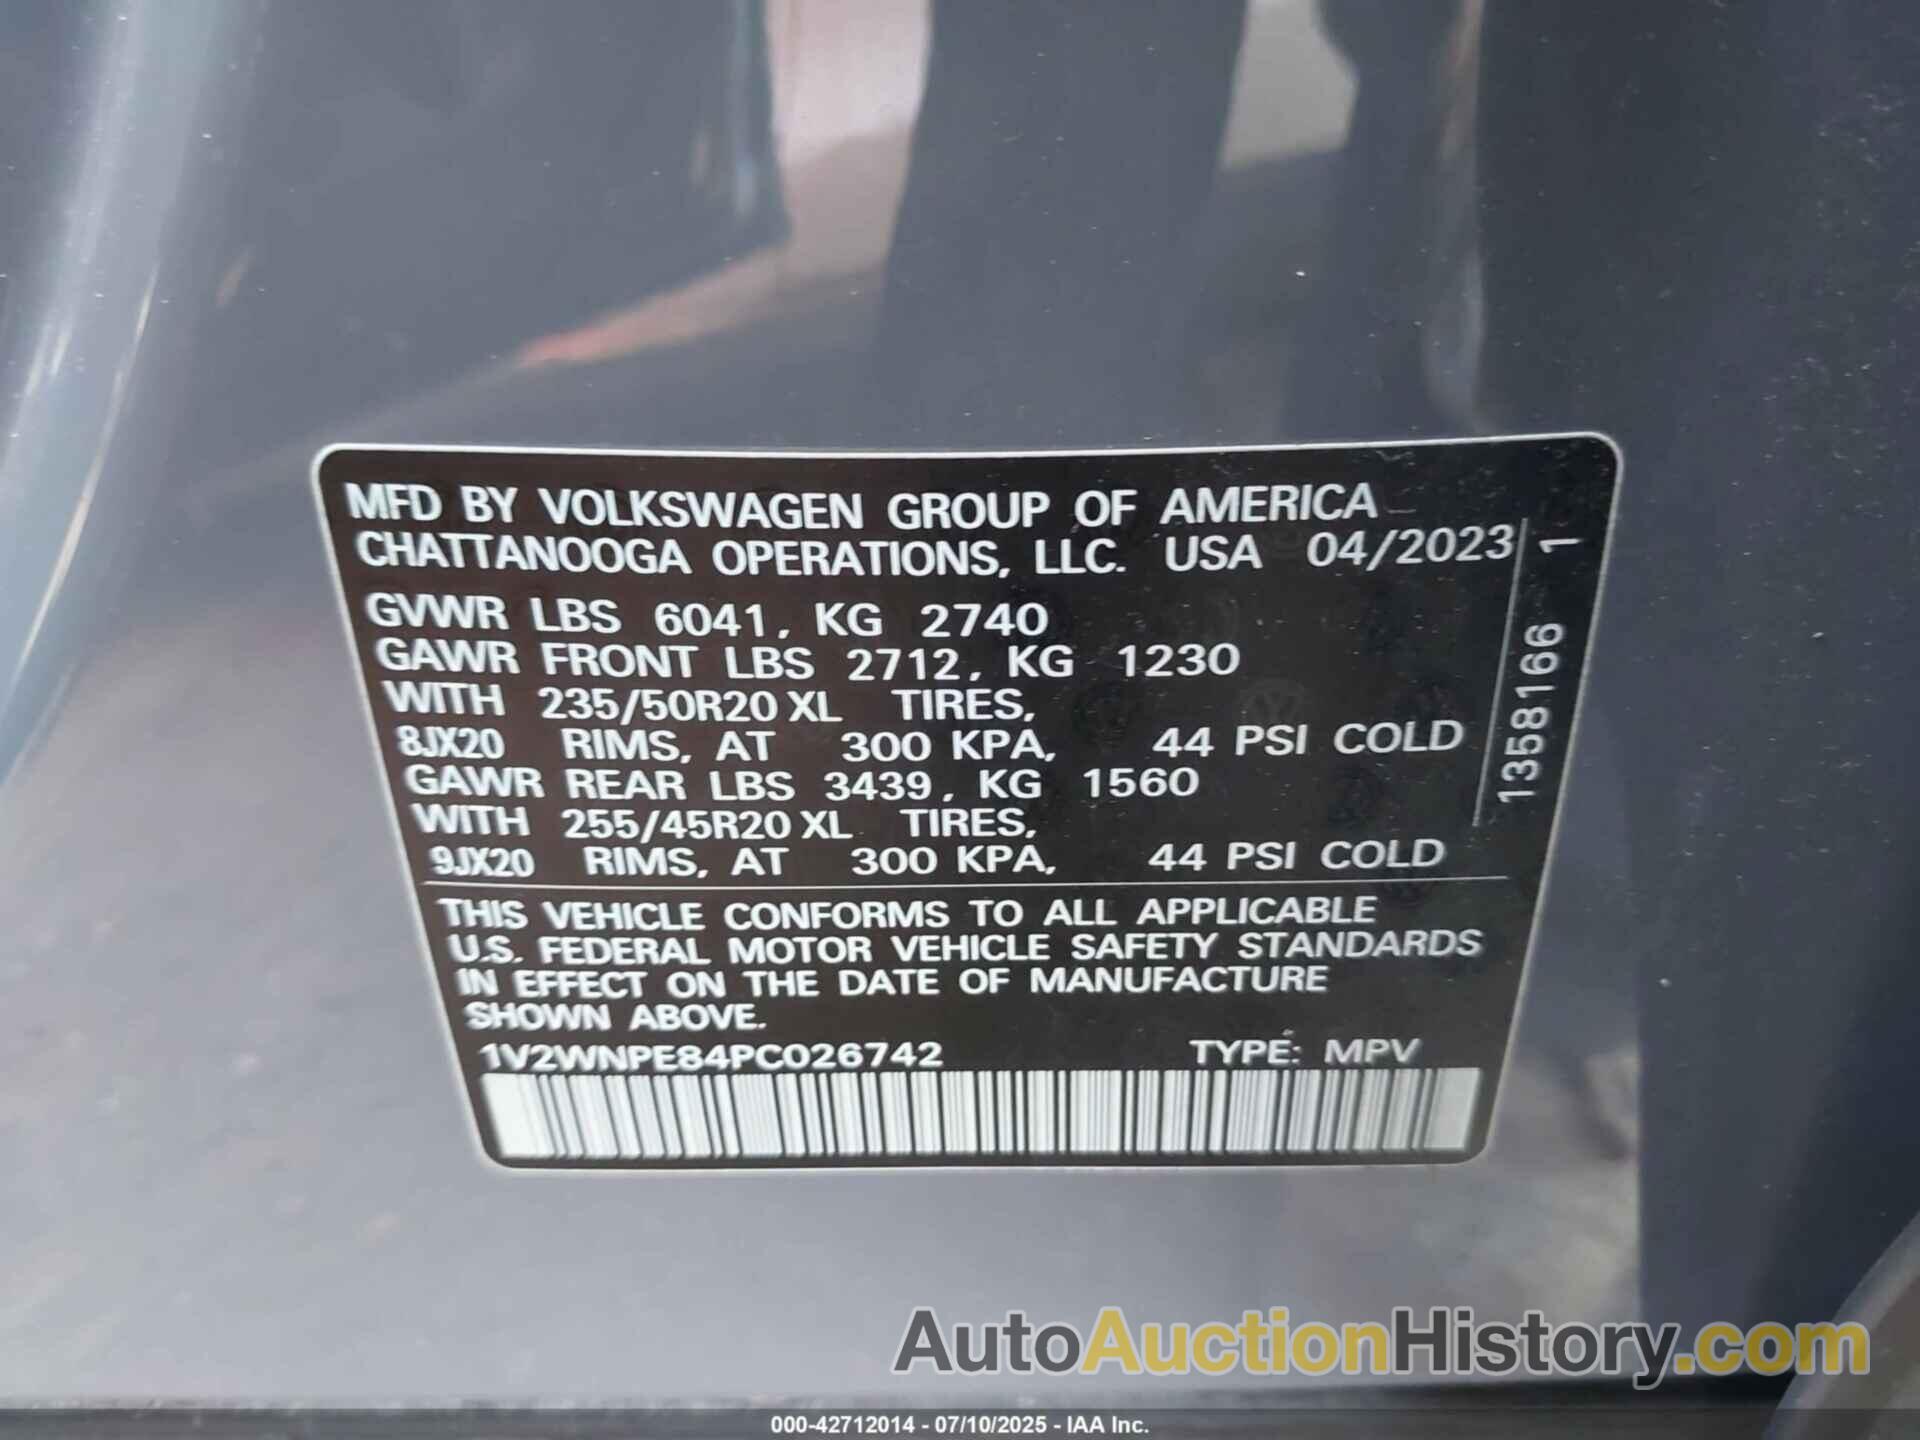 MFD BY VOLKSWAGEN GROUP OF AMERICA
CHATTANOOGA OPERATIONS, LLC. USA 04/2023
GVWR LBS 6041, KG 2740
GAWR FRONT LBS 2712, KG 1230
WITH 235/50R20 XL TIRES,
8JX20 RIMS, AT 300 KPA, 44 PSI COLD
GAWR REAR LBS 3439, KG 1560
WITH 255/45R20 XL TIRES,
9JX20 RIMS, AT 300 KPA, 44 PSI COLD
THIS VEHICLE CONFORMS TO ALL APPLICABLE
U.S. FEDERAL MOTOR VEHICLE SAFETY STANDARDS
IN EFFECT ON THE DATE OF MANUFACTURE
SHOWN ABOVE.
1V2WNPE84PC026742 TYPE: MPV
1358166 1
AutoAuctionHistory.com
000-42712014 - 07/10/2025 - IAA Inc.